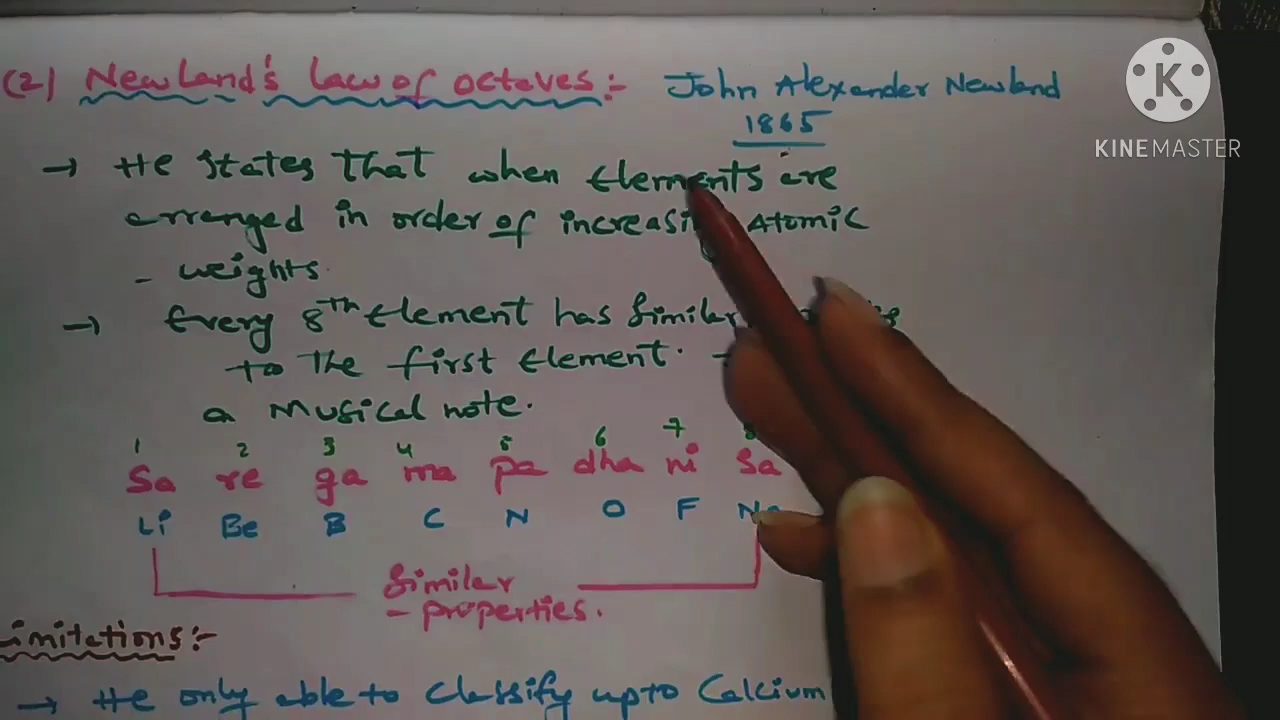 (2) Newland's law of octaves:- John Alexander Newland
1865
K
KINEMASTER
→ He states that when Elements are
arranged in order of increasi Atomic
- weights.
→ Every 8th Element has Similar
to the first Element.
a Musical note.
1 2 3 4 5 6 7
Sa re ga ma pa dha ni Sa
Li Be B C N O F Na
Similar
- properties.
imitations:-
→ He only able to Classify upto Calcium